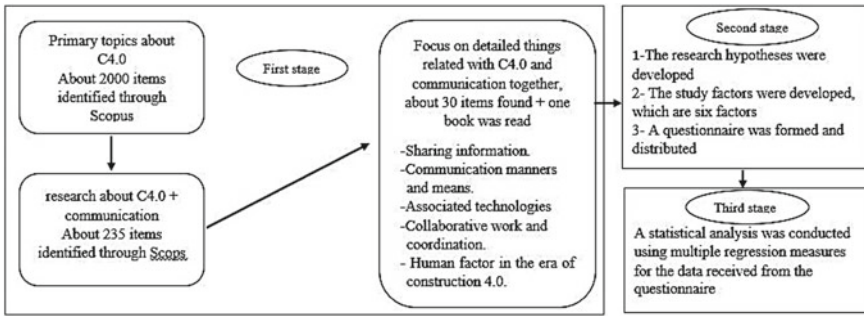 Primary topics about
C4.0
About 2000 items
identified through
Scopus
research about C4.0 +
communication
About 235 items
identified through Scops
First stage
Focus on detailed things
related with C4.0 and
communication together,
about 30 items found + one
book was read
-Sharing information.
-Communication manners
and means.
-Associated technologies
-Collaborative work and
coordination.
- Human factor in the era of
construction 4.0.
Second stage
1-The research hypotheses were
developed
2- The study factors were developed,
which are six factors
3- A questionnaire was formed and
distributed
Third stage
A statistical analysis was conducted
using multiple regression measures
for the data received from the
questionnaire